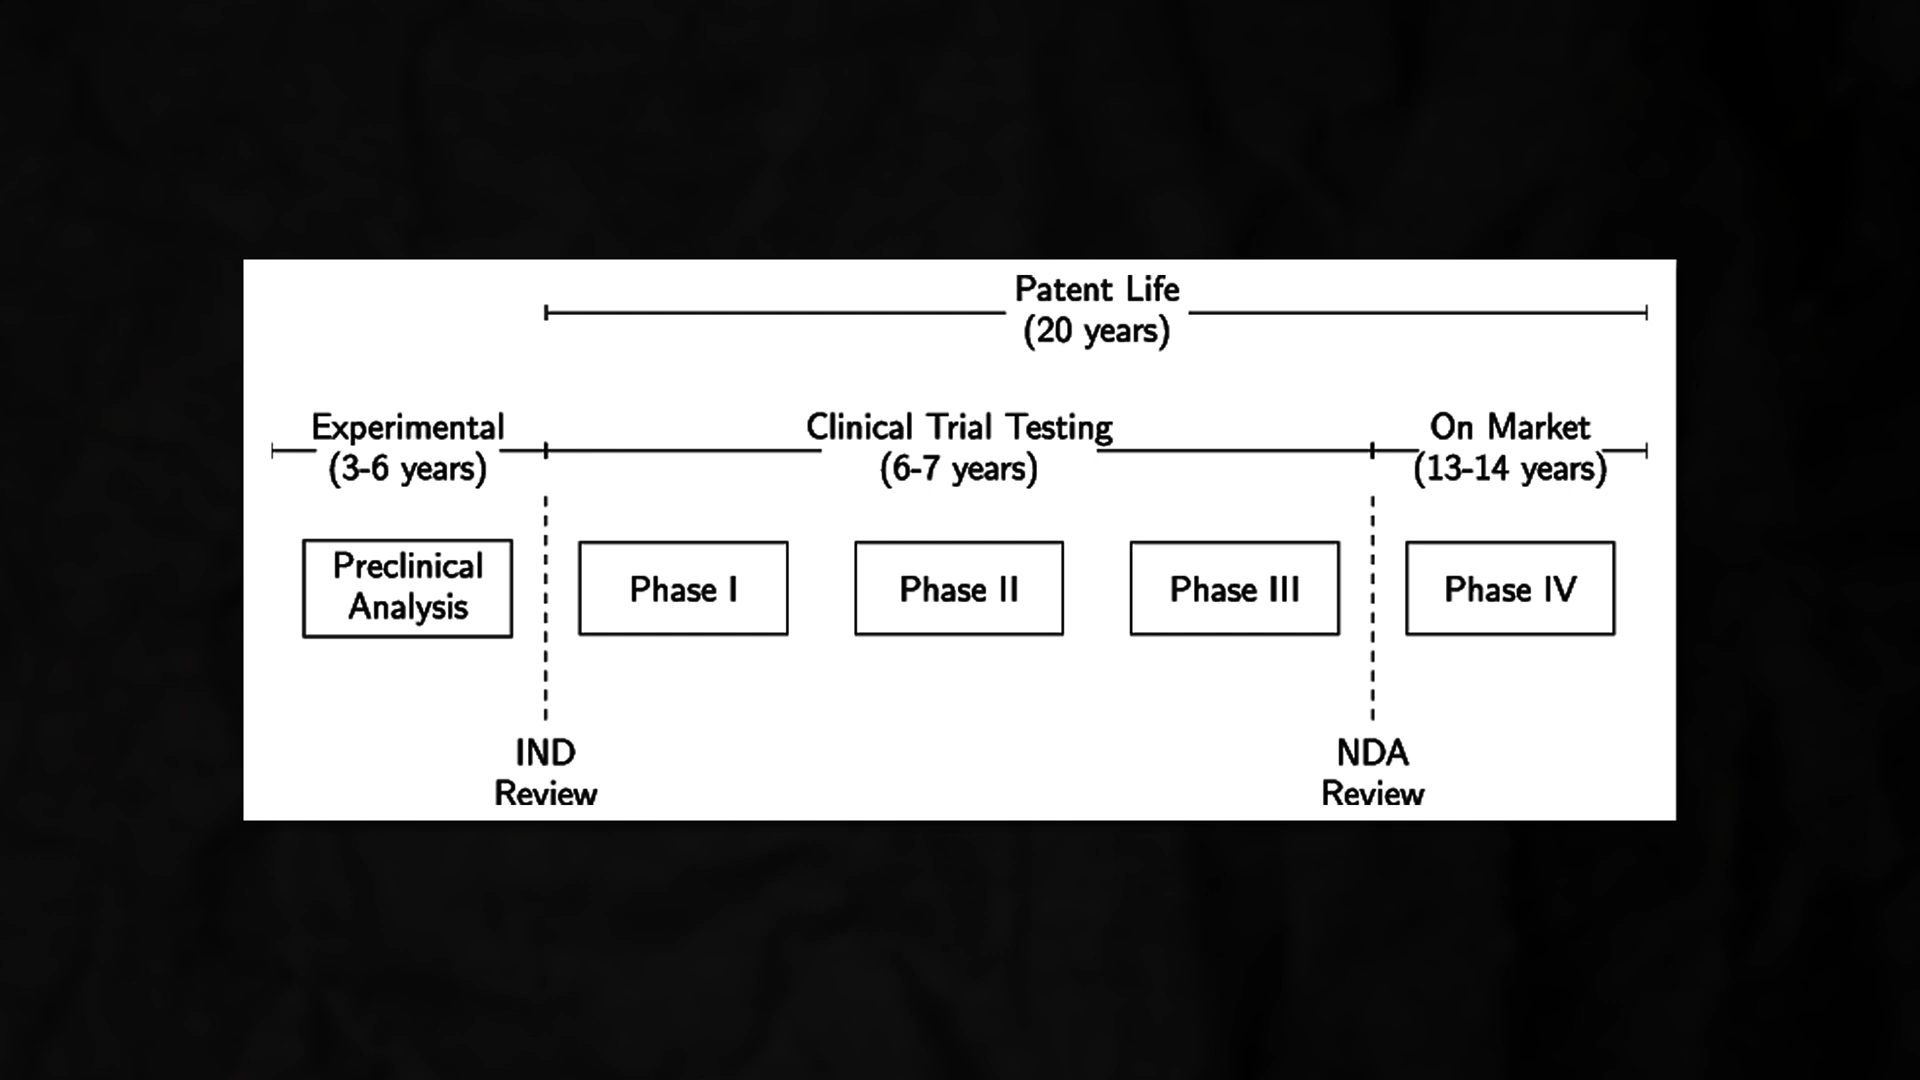 Patent Life
(20 years)
Experimental
(3-6 years)
Clinical Trial Testing
(6-7 years)
On Market
(13-14 years)
Preclinical
Analysis
Phase I
Phase II
Phase III
Phase IV
IND
Review
NDA
Review